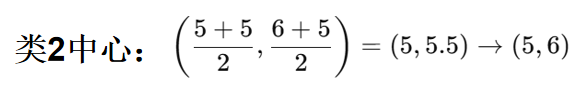 类2中心： $\left(\frac{5+5}{2}, \frac{6+5}{2}\right) = (5, 5.5) \rightarrow (5, 6)$